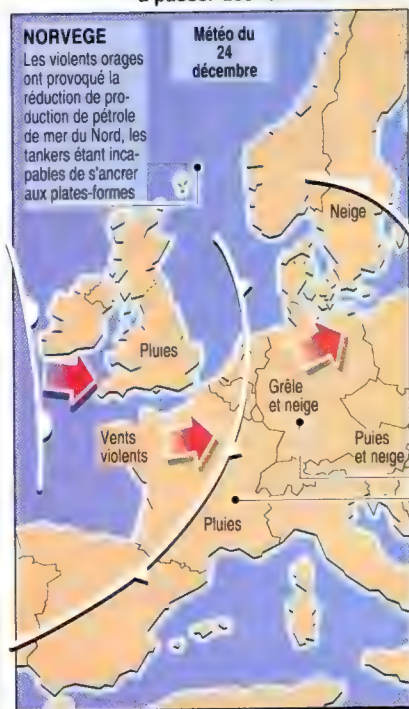 NORVEGE
Les violents orages
ont provoqué la
réduction de pro-
duction de pétrole
de mer du Nord, les
tankers étant inca-
pables de s'ancrer
aux plates-formes
Météo du
24
décembre
Neige
Pluies
Grêle
et neige
Vents
violents
Puies
et neige
Pluies